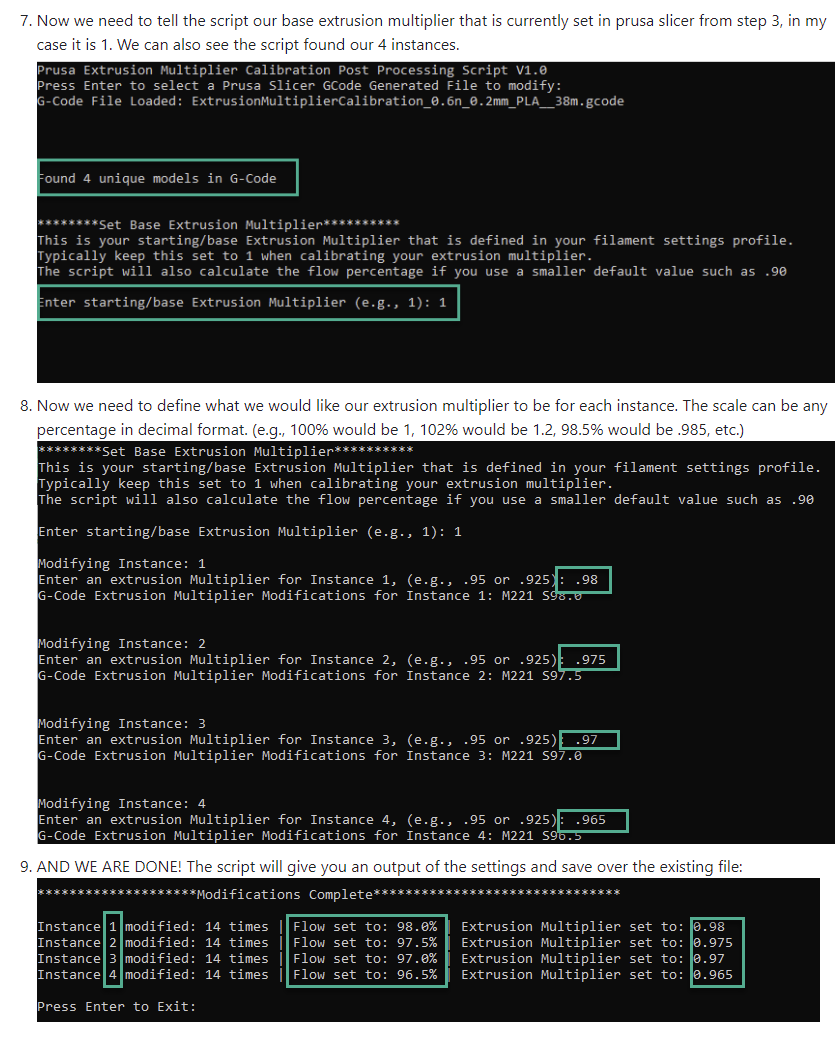 7. Now we need to tell the script our base extrusion multiplier that is currently set in prusa slicer from step 3, in my
case it is 1. We can also see the script found our 4 instances.
Prusa Extrusion Multiplier Calibration Post Processing Script V1.0
Press Enter to select a Prusa Slicer GCode Generated File to modify:
G-Code File Loaded: ExtrusionMultiplierCalibration_0.6n_0.2mm_PLA__38m.gcode
Found 4 unique models in G-Code
********Set Base Extrusion Multiplier**********
This is your starting/base Extrusion Multiplier that is defined in your filament settings profile.
Typically keep this set to 1 when calibrating your extrusion multiplier.
The script will also calculate the flow percentage if you use a smaller default value such as .90
Enter starting/base Extrusion Multiplier (e.g., 1): 1
8. Now we need to define what we would like our extrusion multiplier to be for each instance. The scale can be any
percentage in decimal format. (e.g., 100% would be 1, 102% would be 1.2, 98.5% would be .985, etc.)
********Set Base Extrusion Multiplier**********
This is your starting/base Extrusion Multiplier that is defined in your filament settings profile.
Typically keep this set to 1 when calibrating your extrusion multiplier.
The script will also calculate the flow percentage if you use a smaller default value such as .90
Enter starting/base Extrusion Multiplier (e.g., 1): 1
Modifying Instance: 1
Enter an extrusion Multiplier for Instance 1, (e.g., .95 or .925): .98
G-Code Extrusion Multiplier Modifications for Instance 1: M221 S98.0
Modifying Instance: 2
Enter an extrusion Multiplier for Instance 2, (e.g., .95 or .925): .975
G-Code Extrusion Multiplier Modifications for Instance 2: M221 S97.5
Modifying Instance: 3
Enter an extrusion Multiplier for Instance 3, (e.g., .95 or .925): .97
G-Code Extrusion Multiplier Modifications for Instance 3: M221 S97.0
Modifying Instance: 4
Enter an extrusion Multiplier for Instance 4, (e.g., .95 or .925): .965
G-Code Extrusion Multiplier Modifications for Instance 4: M221 S96.5
9. AND WE ARE DONE! The script will give you an output of the settings and save over the existing file:
********************Modifications Complete*******************************
Instance 1 modified: 14 times | Flow set to: 98.0% | Extrusion Multiplier set to: 0.98
Instance 2 modified: 14 times | Flow set to: 97.5% | Extrusion Multiplier set to: 0.975
Instance 3 modified: 14 times | Flow set to: 97.0% | Extrusion Multiplier set to: 0.97
Instance 4 modified: 14 times | Flow set to: 96.5% | Extrusion Multiplier set to: 0.965
Press Enter to Exit: